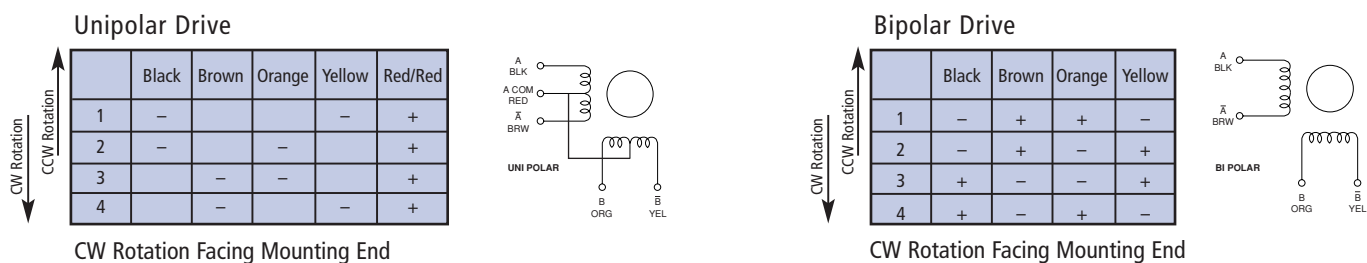 Unipolar Drive
CW Rotation
CCW Rotation
Black Brown Orange Yellow Red/Red
1 – – +
2 – – +
3 – – +
4 – – +
CW Rotation Facing Mounting End
A
BLK
A COM
RED
A̅
BRW
UNI POLAR
B
ORG
B̅
YEL
Bipolar Drive
CW Rotation
CCW Rotation
Black Brown Orange Yellow
1 – + + –
2 – + – +
3 + – – +
4 + – + –
CW Rotation Facing Mounting End
A
BLK
A̅
BRW
BI POLAR
B
ORG
B̅
YEL